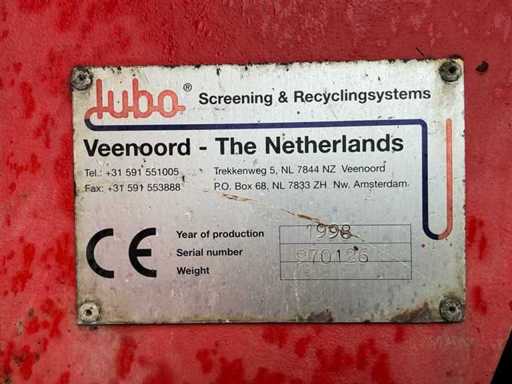 lubo® Screening & Recyclingsystems
Veenoord - The Netherlands
Tel.: +31 591 551005 Trekkenweg 5, NL 7844 NZ Veenoord
Fax: +31 591 553888 P.O. Box 68, NL 7833 ZH Nw. Amsterdam
CE
Year of production 1998
Serial number 970126
Weight